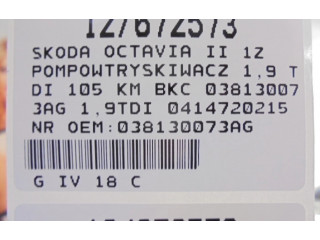 127672573
SKODA OCTAVIA II 1Z
POMPOWTRYSKIWACZ 1,9 T
DI 105 KM BKC 03813007
3AG 1,9TDI 0414720215
NR OEM:038130073AG
G IV 18 C